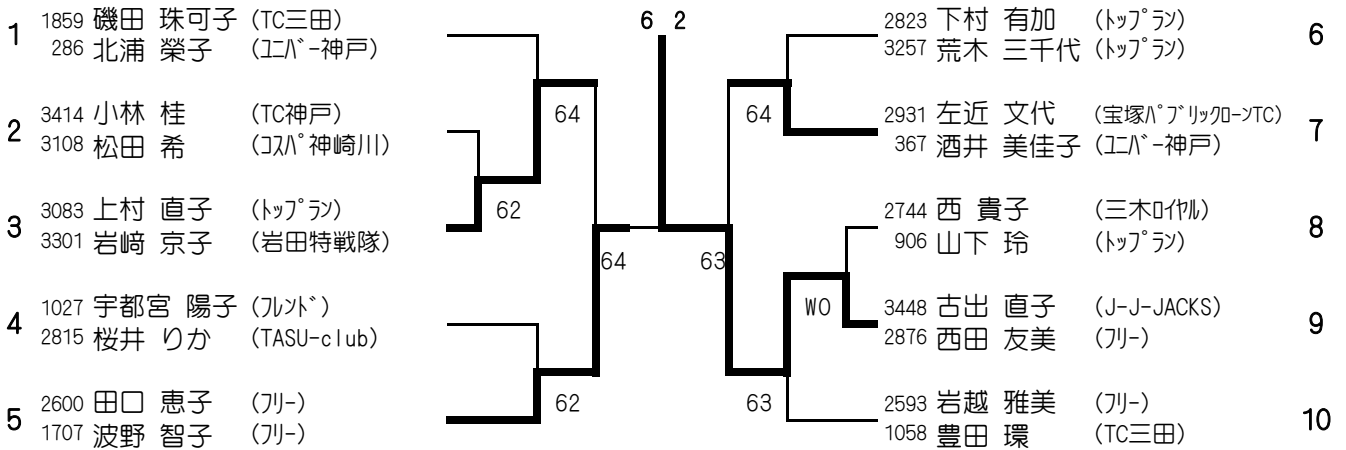 6 2
1
1859 磯田 珠可子 (TC三田)
286 北浦 榮子 (ﾕﾆﾊﾞｰ神戸)
2
3414 小林 桂 (TC神戸)
3108 松田 希 (ｺｽﾊﾟ神崎川)
3
3083 上村 直子 (ﾄｯﾌﾟﾗﾝ)
3301 岩﨑 京子 (岩田特戦隊)
4
1027 宇都宮 陽子 (ﾌﾚﾝﾄﾞ)
2815 桜井 りか (TASU-club)
5
2600 田口 恵子 (ﾌﾘｰ)
1707 波野 智子 (ﾌﾘｰ)
64
62
64
62
64
63
WO
63
2823 下村 有加 (ﾄｯﾌﾟﾗﾝ)
3257 荒木 三千代 (ﾄｯﾌﾟﾗﾝ)
6
2931 左近 文代 (宝塚ﾊﾟﾌﾞﾘｯｸﾛｰﾝTC)
367 酒井 美佳子 (ﾕﾆﾊﾞｰ神戸)
7
2744 西 貴子 (三木ﾛｲﾔﾙ)
906 山下 玲 (ﾄｯﾌﾟﾗﾝ)
8
3448 古出 直子 (J-J-JACKS)
2876 西田 友美 (ﾌﾘｰ)
9
2593 岩越 雅美 (ﾌﾘｰ)
1058 豊田 環 (TC三田)
10